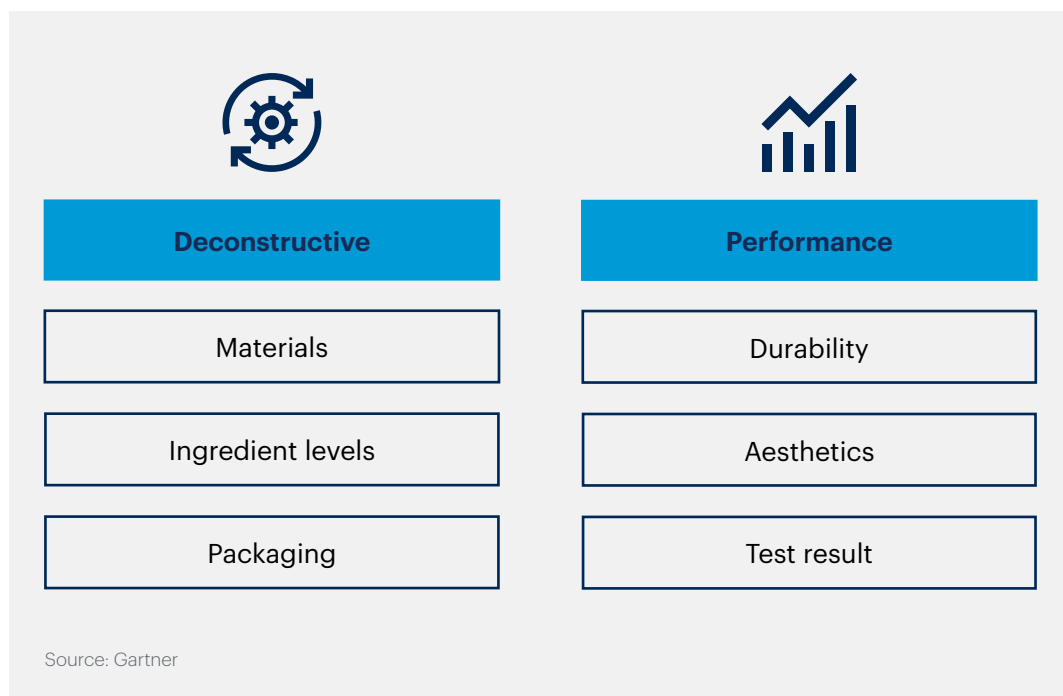 Deconstructive
Materials
Ingredient levels
Packaging
Performance
Durability
Aesthetics
Test result
Source: Gartner